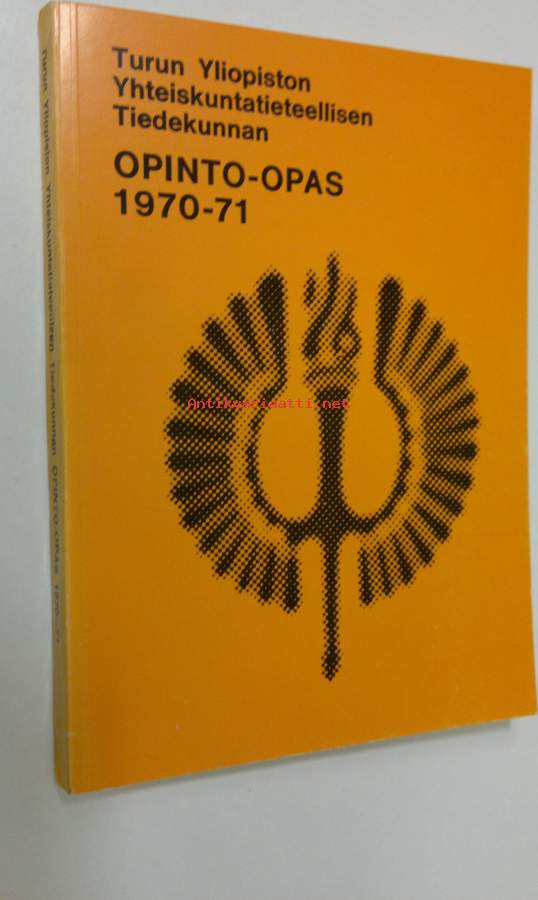 Turun Yliopiston
Yhteiskuntatieteellisen
Tiedekunnan
OPINTO-OPAS
1970-71
Antikvariaatti.net
Turun Yliopiston Yhteiskuntatieteellisen Tiedekunnan OPINTO-OPAS 1970-71